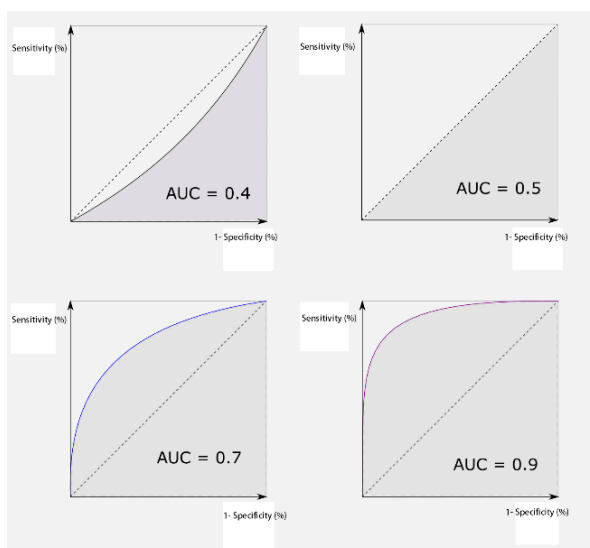 Sensitivity (%)
AUC = 0.4
1- Specificity (%)
Sensitivity (%)
AUC = 0.5
1- Specificity (%)
Sensitivity (%)
AUC = 0.7
1- Specificity (%)
Sensitivity (%)
AUC = 0.9
1- Specificity (%)